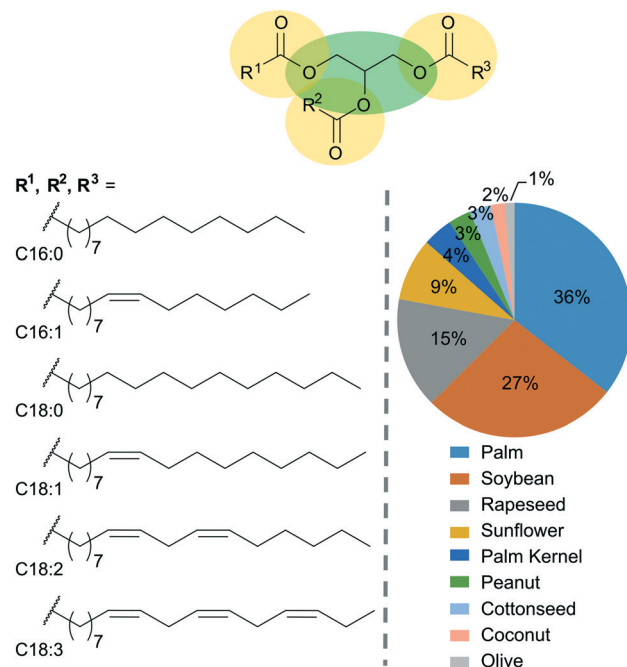 O
O
R¹
O
O
R³
R²
O
O
R¹, R², R³ =
7
C16:0
7
C16:1
7
C18:0
7
C18:1
7
C18:2
7
C18:3
1%
2%
3%
3%
4%
9%
15%
27%
36%
Palm
Soybean
Rapeseed
Sunflower
Palm Kernel
Peanut
Cottonseed
Coconut
Olive